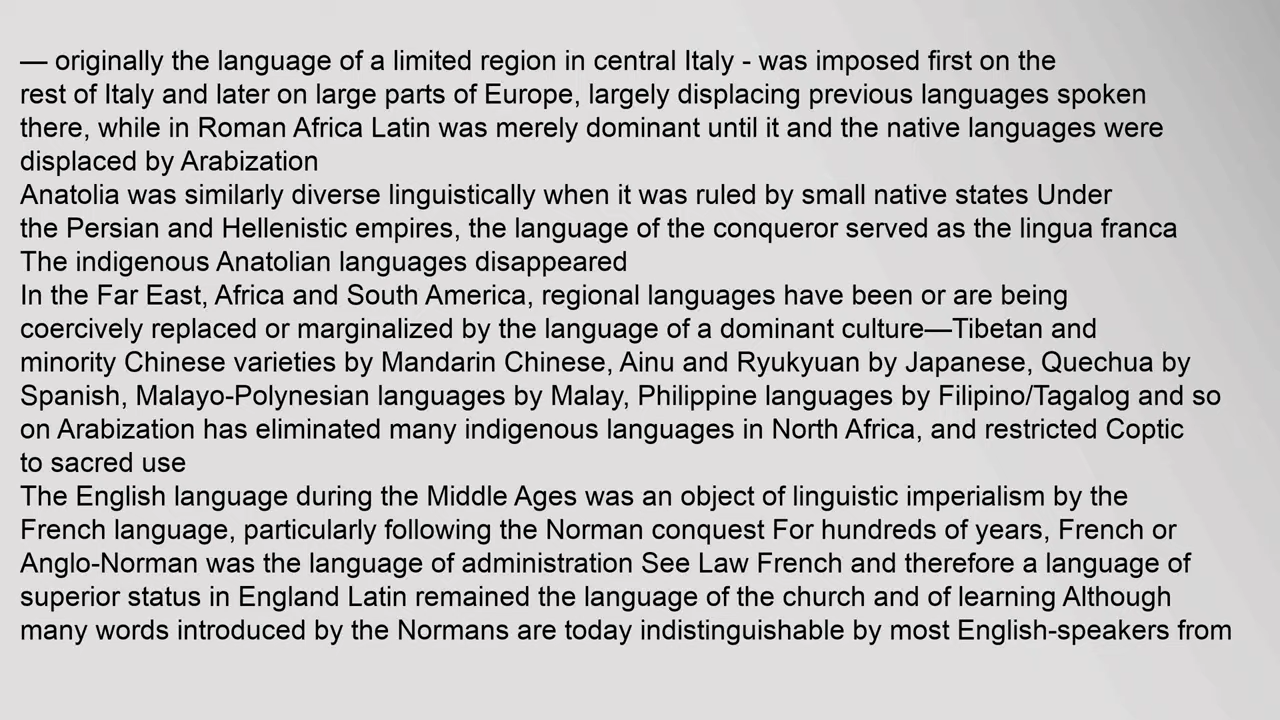 — originally the language of a limited region in central Italy - was imposed first on the
rest of Italy and later on large parts of Europe, largely displacing previous languages spoken
there, while in Roman Africa Latin was merely dominant until it and the native languages were
displaced by Arabization
Anatolia was similarly diverse linguistically when it was ruled by small native states Under
the Persian and Hellenistic empires, the language of the conqueror served as the lingua franca
The indigenous Anatolian languages disappeared
In the Far East, Africa and South America, regional languages have been or are being
coercively replaced or marginalized by the language of a dominant culture—Tibetan and
minority Chinese varieties by Mandarin Chinese, Ainu and Ryukyuan by Japanese, Quechua by
Spanish, Malayo-Polynesian languages by Malay, Philippine languages by Filipino/Tagalog and so
on Arabization has eliminated many indigenous languages in North Africa, and restricted Coptic
to sacred use
The English language during the Middle Ages was an object of linguistic imperialism by the
French language, particularly following the Norman conquest For hundreds of years, French or
Anglo-Norman was the language of administration See Law French and therefore a language of
superior status in England Latin remained the language of the church and of learning Although
many words introduced by the Normans are today indistinguishable by most English-speakers from